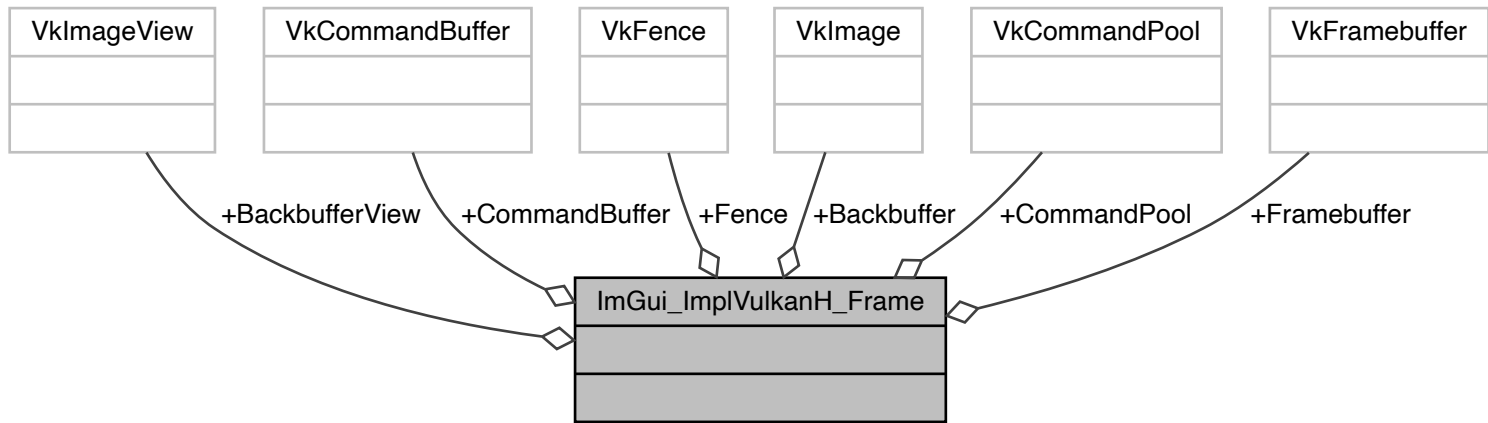 VkImageView
VkCommandBuffer
VkFence
VkImage
VkCommandPool
VkFramebuffer
+BackbufferView
+CommandBuffer
+Fence
+Backbuffer
+CommandPool
+Framebuffer
ImGui_ImplVulkanH_Frame